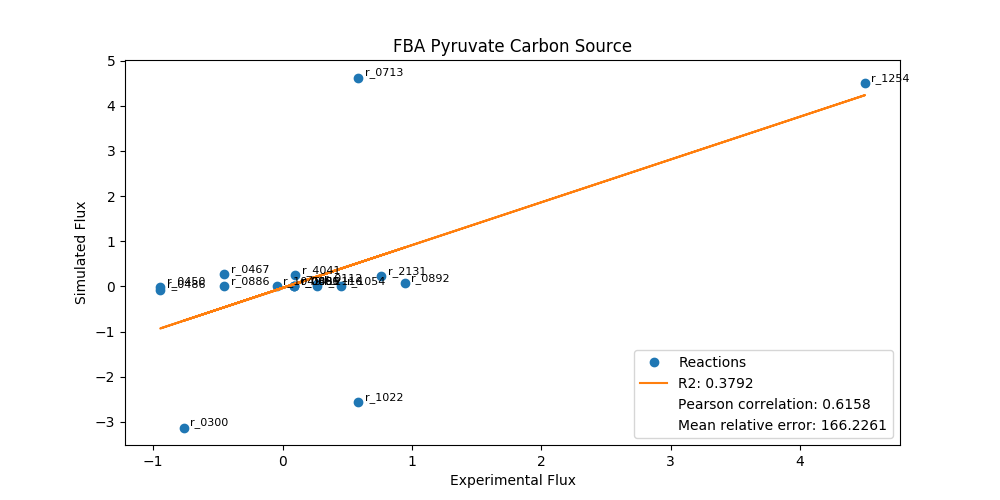 FBA Pyruvate Carbon Source
5
4
3
2
1
0
−1
−2
−3
Simulated Flux
r_0713
r_1254
r_0467
r_4041
r_2131
r_0892
r_0450
r_0486
r_0886
r_2112
r_1054
r_1022
r_0300
Reactions
R2: 0.3792
Pearson correlation: 0.6158
Mean relative error: 166.2261
−1
0
1
2
3
4
Experimental Flux